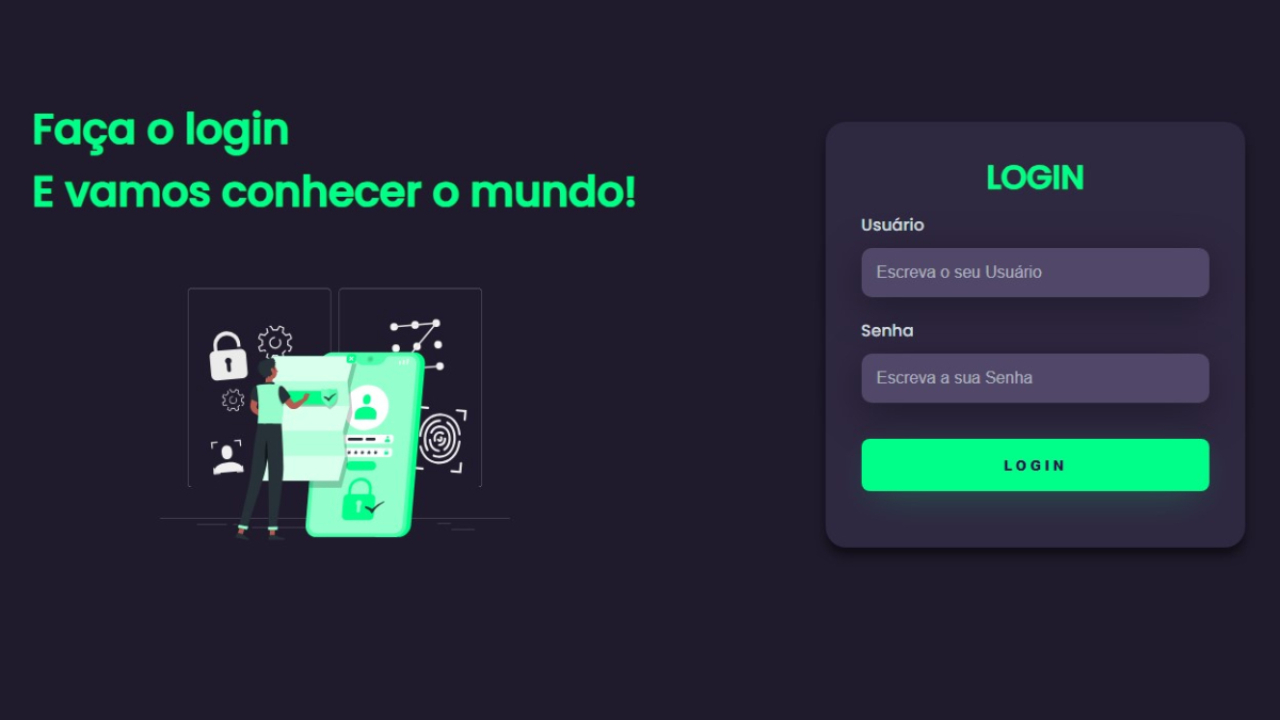 Faça o login
E vamos conhecer o mundo!
LOGIN
Usuário
Escreva o seu Usuário
Senha
Escreva a sua Senha
LOGIN